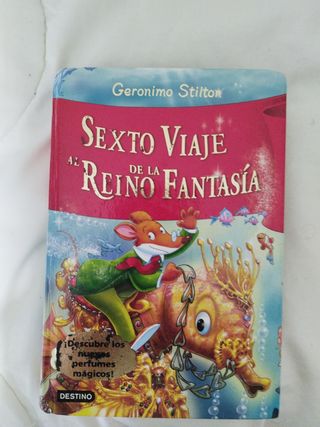 Geronimo Stilton
SEXTO VIAJE
AL DE LA
REINO FANTASÍA
¡Descubre los
nuevos
perfumes
mágicos!
DESTINO